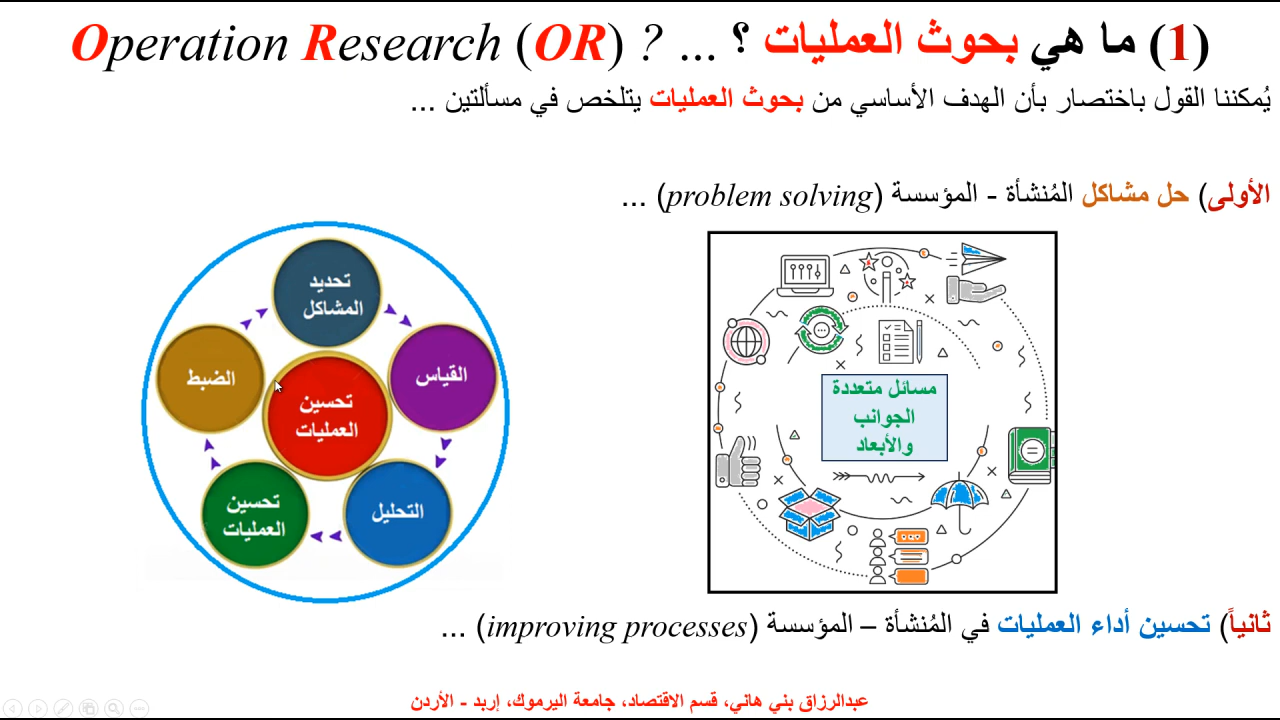 (1) ما هي بحوث العمليات ؟ ... Operation Research (OR) ?
يُمكننا القول باختصار بأن الهدف الأساسي من بحوث العمليات يتلخص في مسألتين ...
الأولى) حل مشاكل المُنشأة - المؤسسة (problem solving) ...
مسائل متعددة
الجوانب
والأبعاد
تحديد
المشاكل
القياس
التحليل
تحسين
العمليات
الضبط
تحسين
العمليات
ثانياً) تحسين أداء العمليات في المُنشأة – المؤسسة (improving processes) ...
عبدالرزاق بني هاني، قسم الاقتصاد، جامعة اليرموك، إربد - الأردن